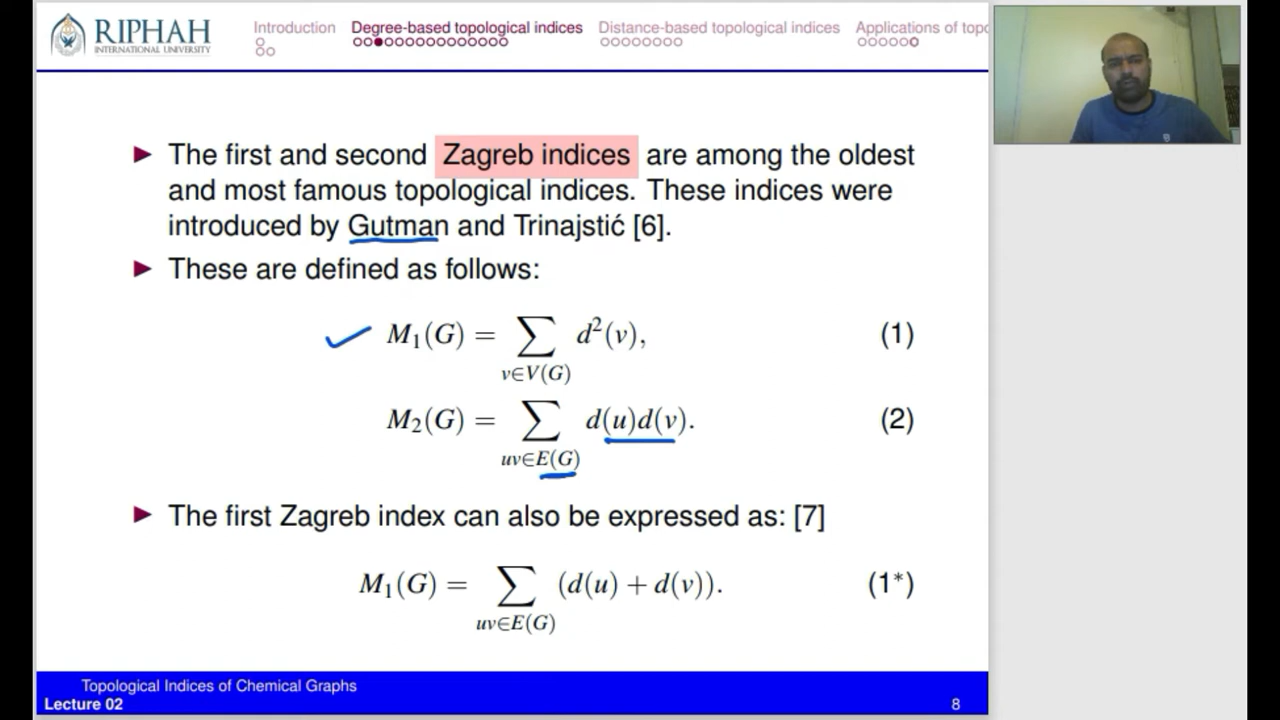 RIPHAH
INTERNATIONAL UNIVERSITY
Introduction Degree-based topological indices Distance-based topological indices Applications of topo
► The first and second Zagreb indices are among the oldest
and most famous topological indices. These indices were
introduced by Gutman and Trinajstić [6].
► These are defined as follows:
M₁(G) = ∑_{v∈V(G)} d²(v), (1)
M₂(G) = ∑_{uv∈E(G)} d(u)d(v). (2)
► The first Zagreb index can also be expressed as: [7]
M₁(G) = ∑_{uv∈E(G)} (d(u) + d(v)). (1*)
Topological Indices of Chemical Graphs
Lecture 02 8